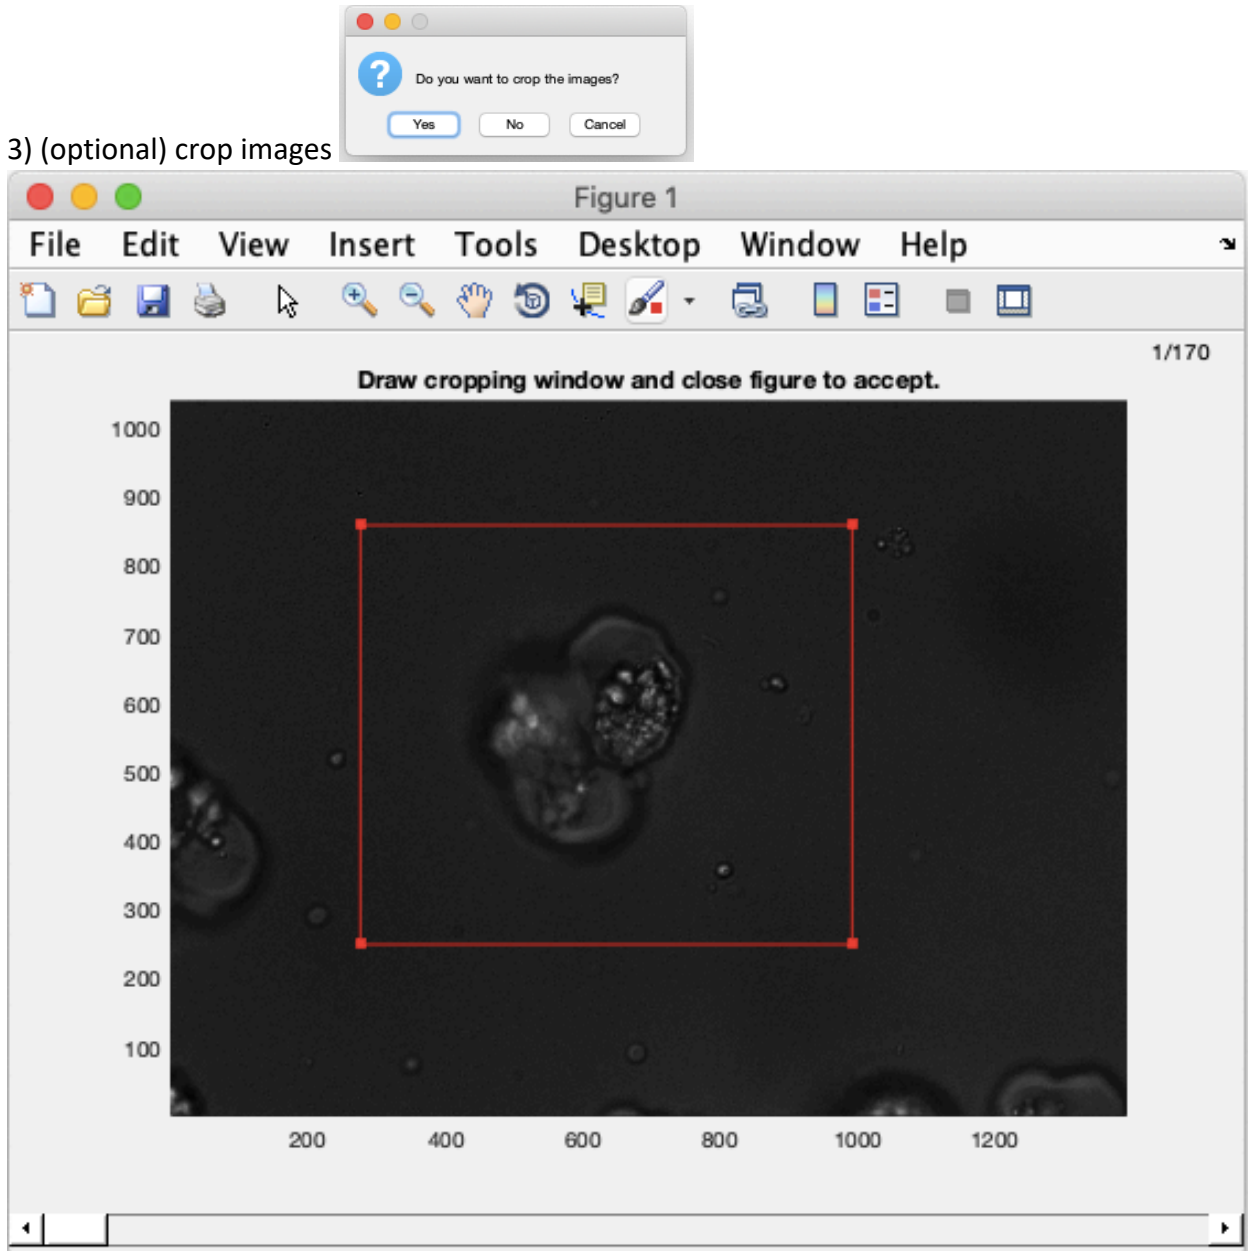 Do you want to crop the images?
Yes No Cancel
3) (optional) crop images
Figure 1
File Edit View Insert Tools Desktop Window Help
1/170
Draw cropping window and close figure to accept.
1000
900
800
700
600
500
400
300
200
100
200 400 600 800 1000 1200